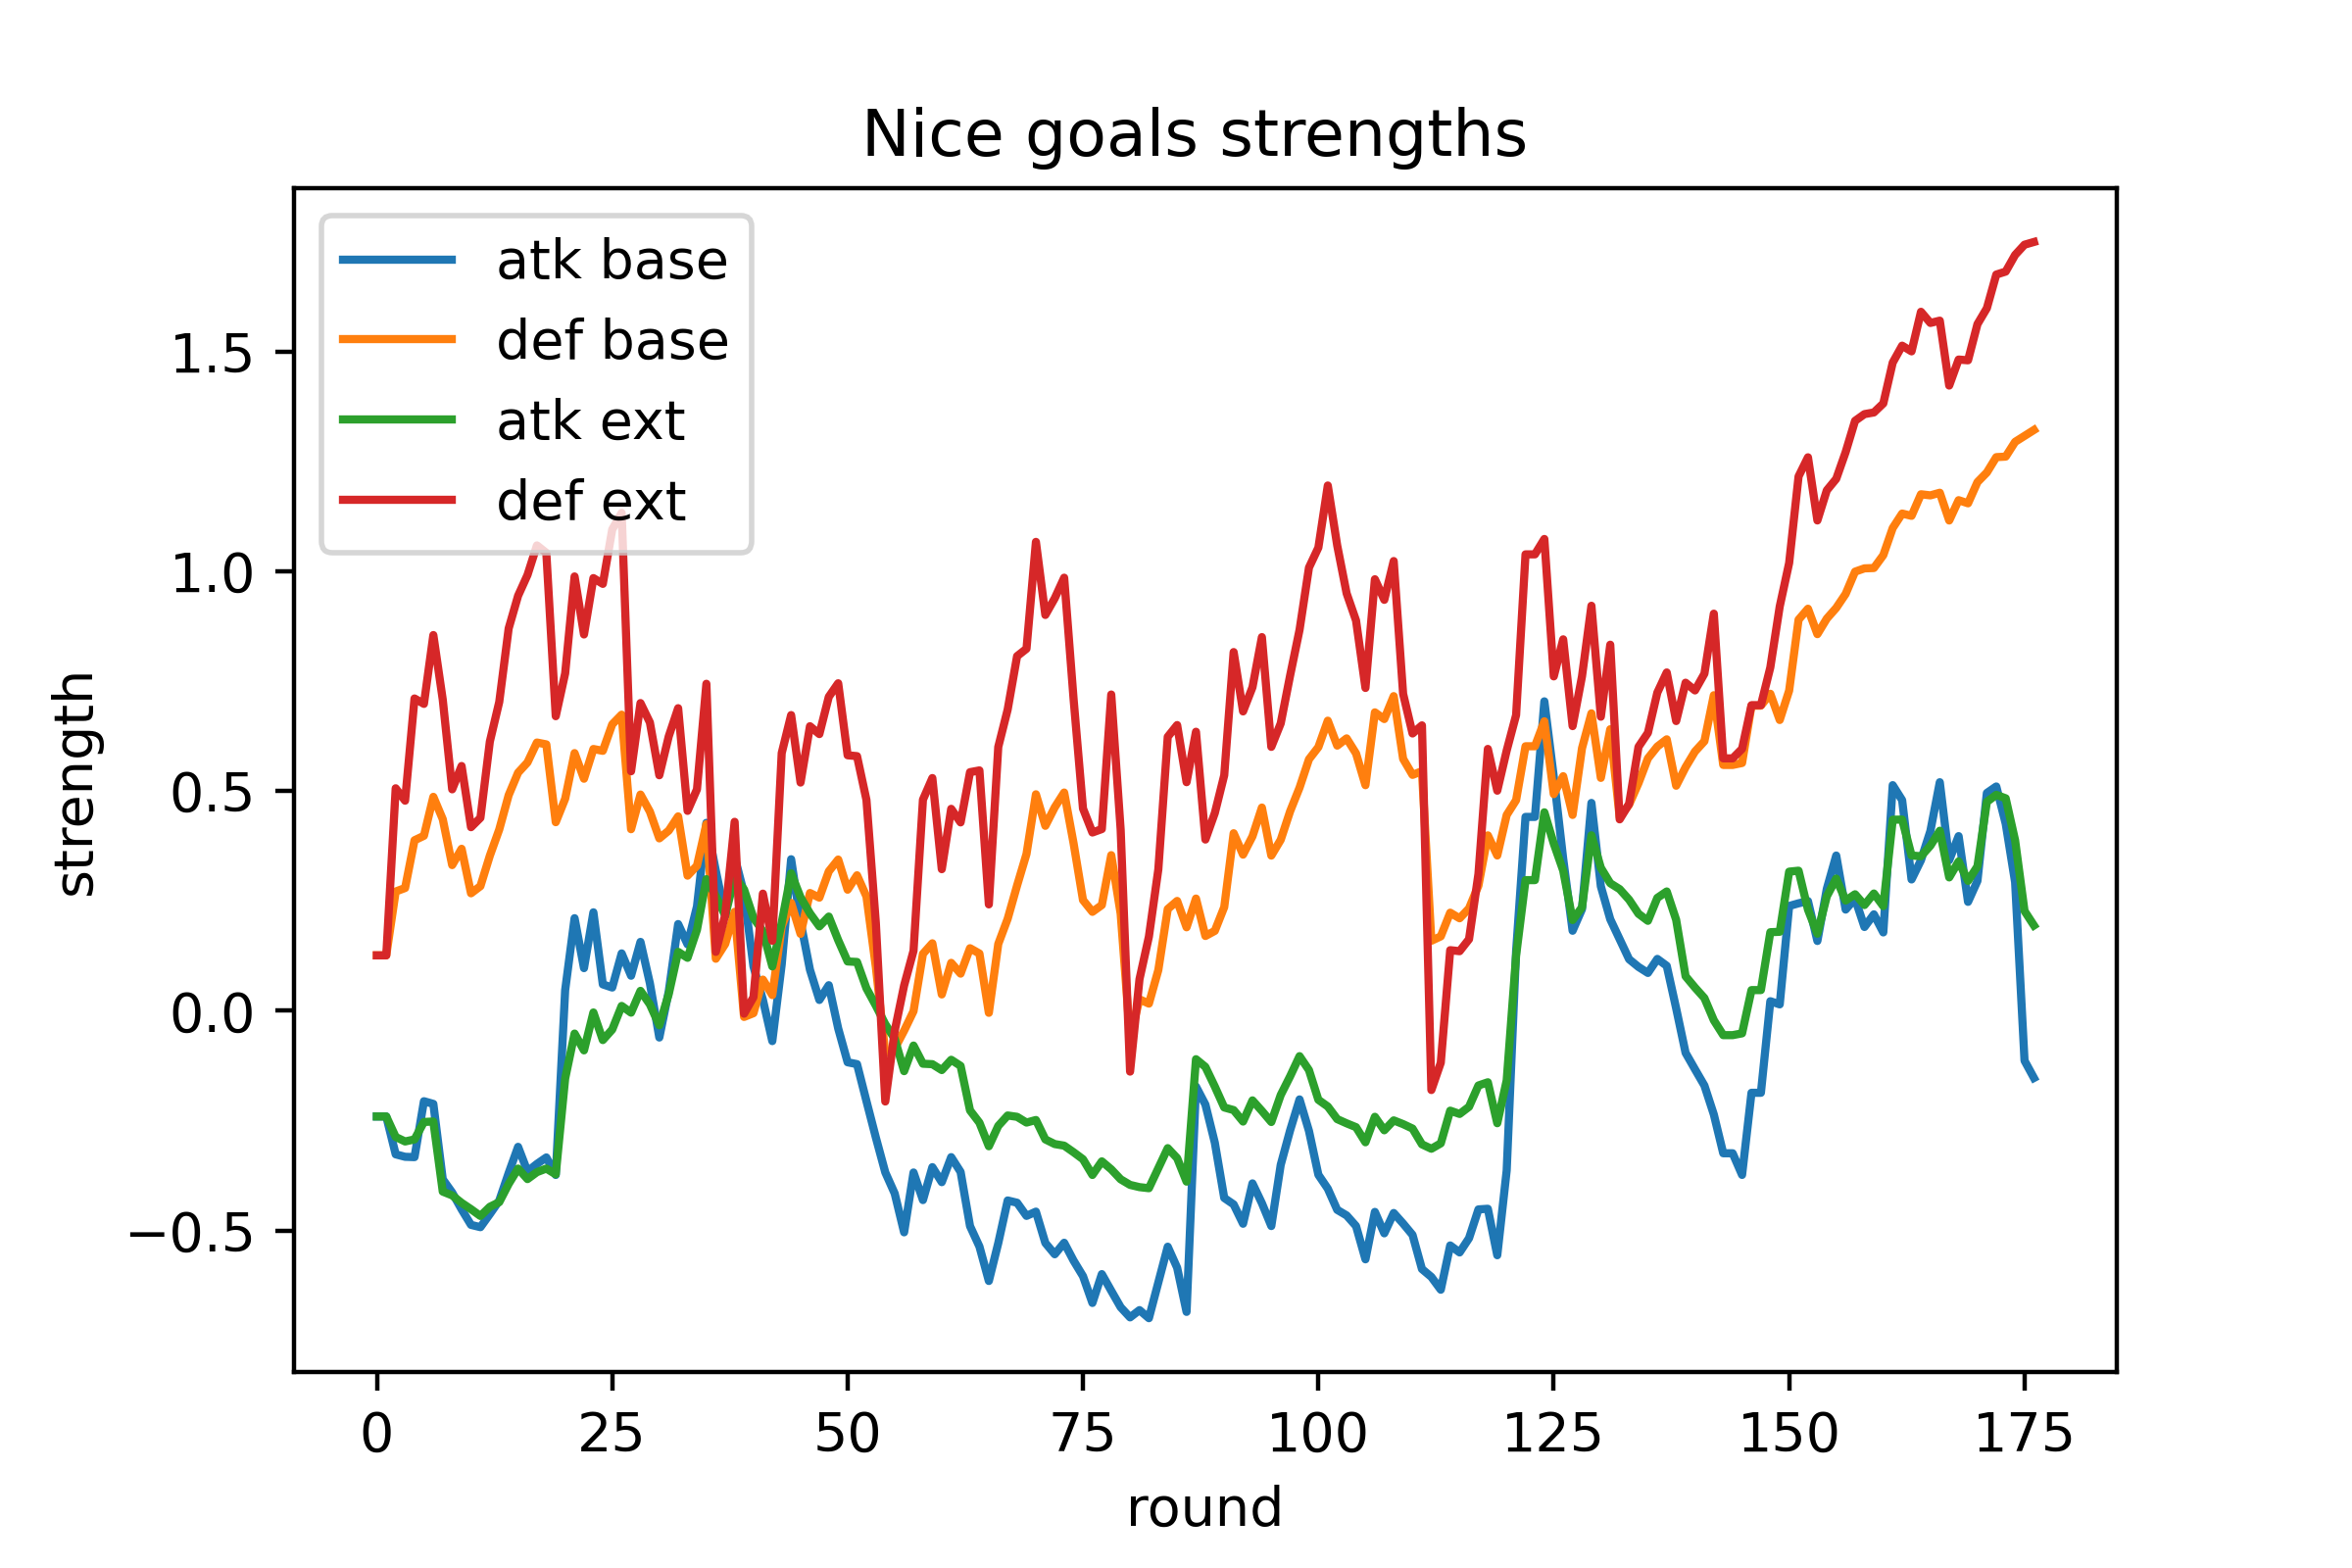 Nice goals strengths
atk base
def base
atk ext
def ext
1.5
1.0
0.5
0.0
−0.5
strength
0 25 50 75 100 125 150 175
round